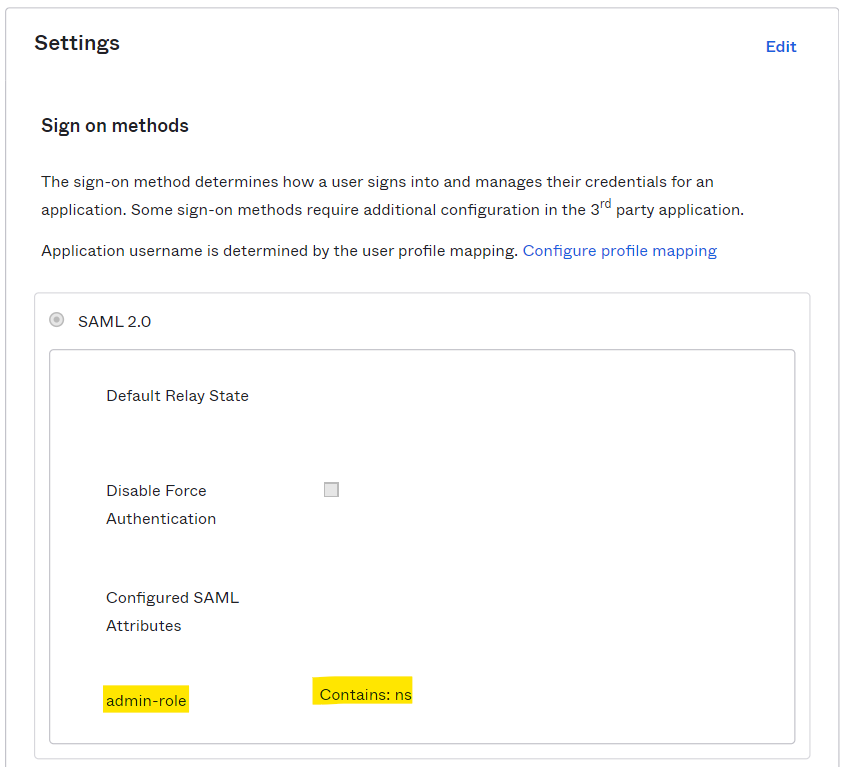 Settings
Edit
Sign on methods
The sign-on method determines how a user signs into and manages their credentials for an
application. Some sign-on methods require additional configuration in the 3rd party application.
Application username is determined by the user profile mapping. Configure profile mapping
SAML 2.0
Default Relay State
Disable Force
Authentication
Configured SAML
Attributes
admin-role
Contains: ns